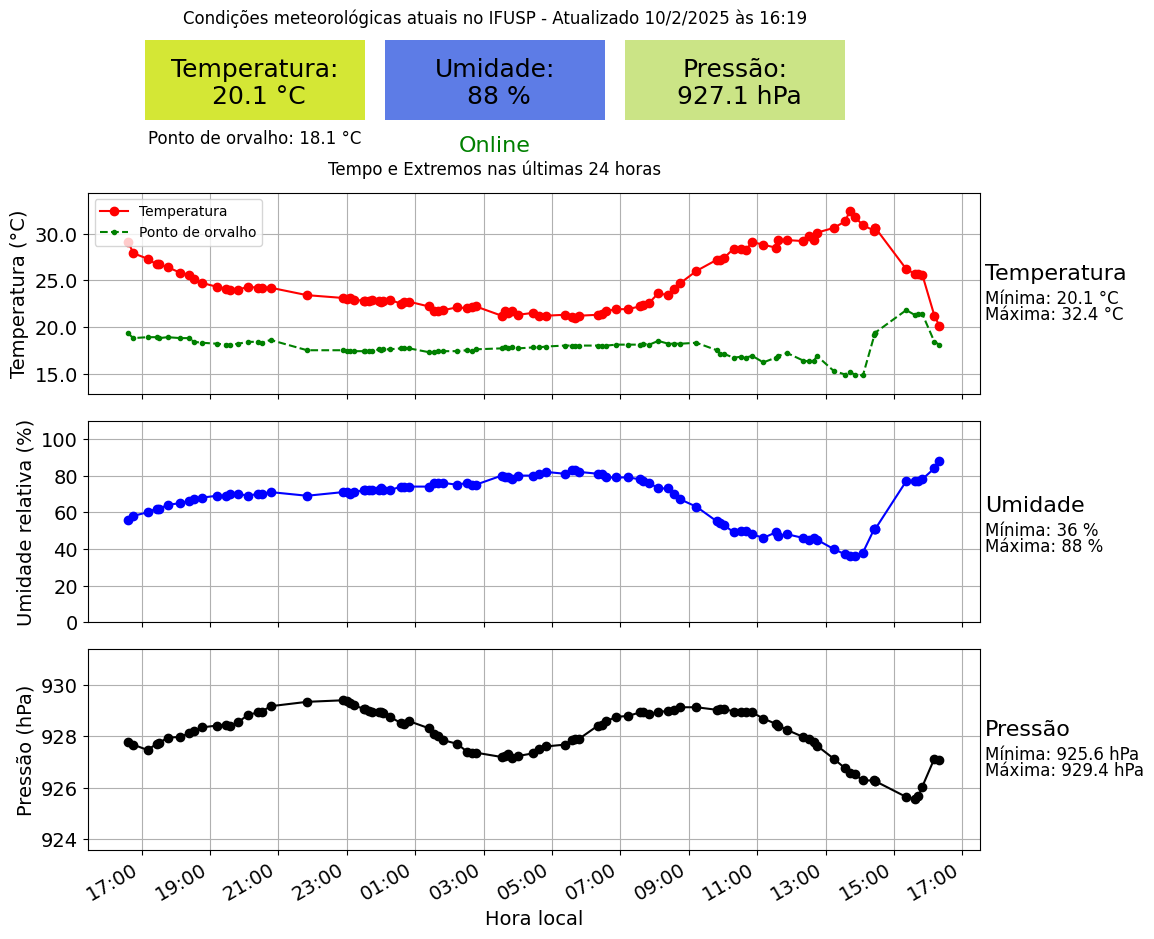 Condições meteorológicas atuais no IFUSP - Atualizado 10/2/2025 às 16:19
Temperatura:
20.1 °C
Umidade:
88 %
Pressão:
927.1 hPa
Ponto de orvalho: 18.1 °C
Online
Tempo e Extremos nas últimas 24 horas
Temperatura (°C)
30.0
25.0
20.0
15.0
Temperatura
Ponto de orvalho
Temperatura
Mínima: 20.1 °C
Máxima: 32.4 °C
Umidade relativa (%)
100
80
60
40
20
0
Umidade
Mínima: 36 %
Máxima: 88 %
Pressão (hPa)
930
928
926
924
Pressão
Mínima: 925.6 hPa
Máxima: 929.4 hPa
17:00 19:00 21:00 23:00 01:00 03:00 05:00 07:00 09:00 11:00 13:00 15:00 17:00
Hora local